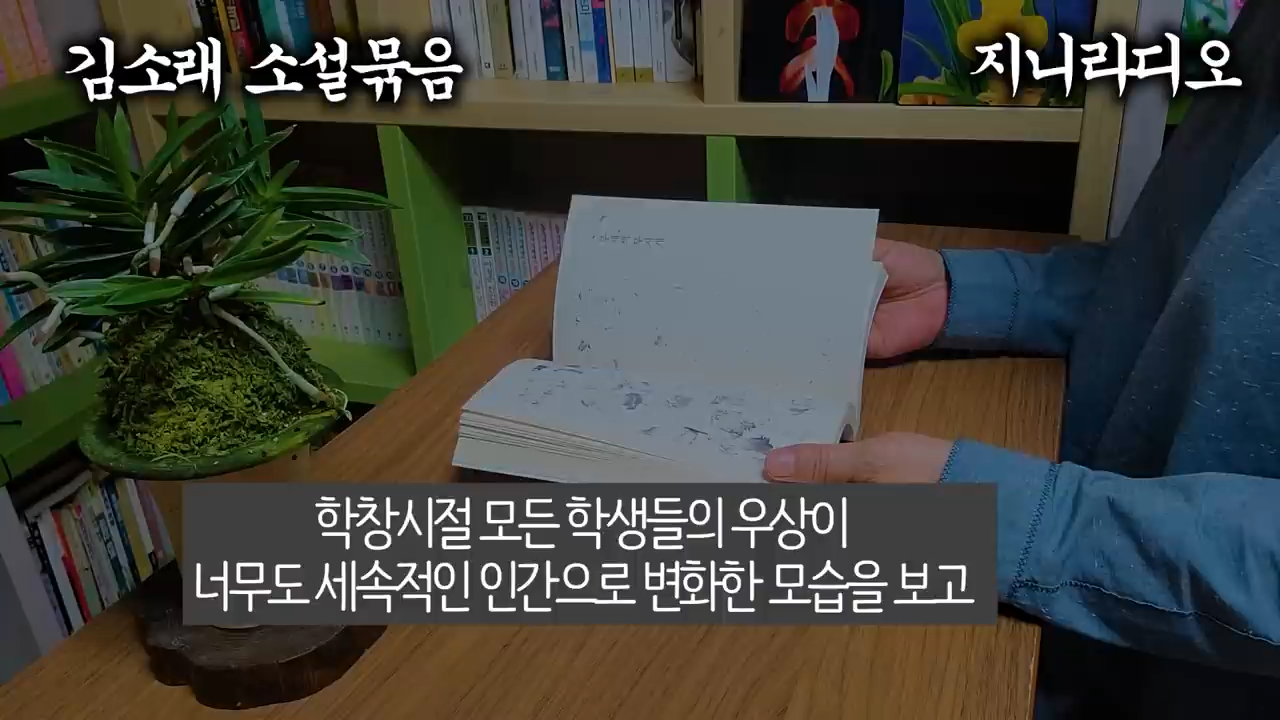 김소래 소설묶음
지니라디오
학창시절 모든 학생들의 우상이
너무도 세속적인 인간으로 변화한 모습을 보고